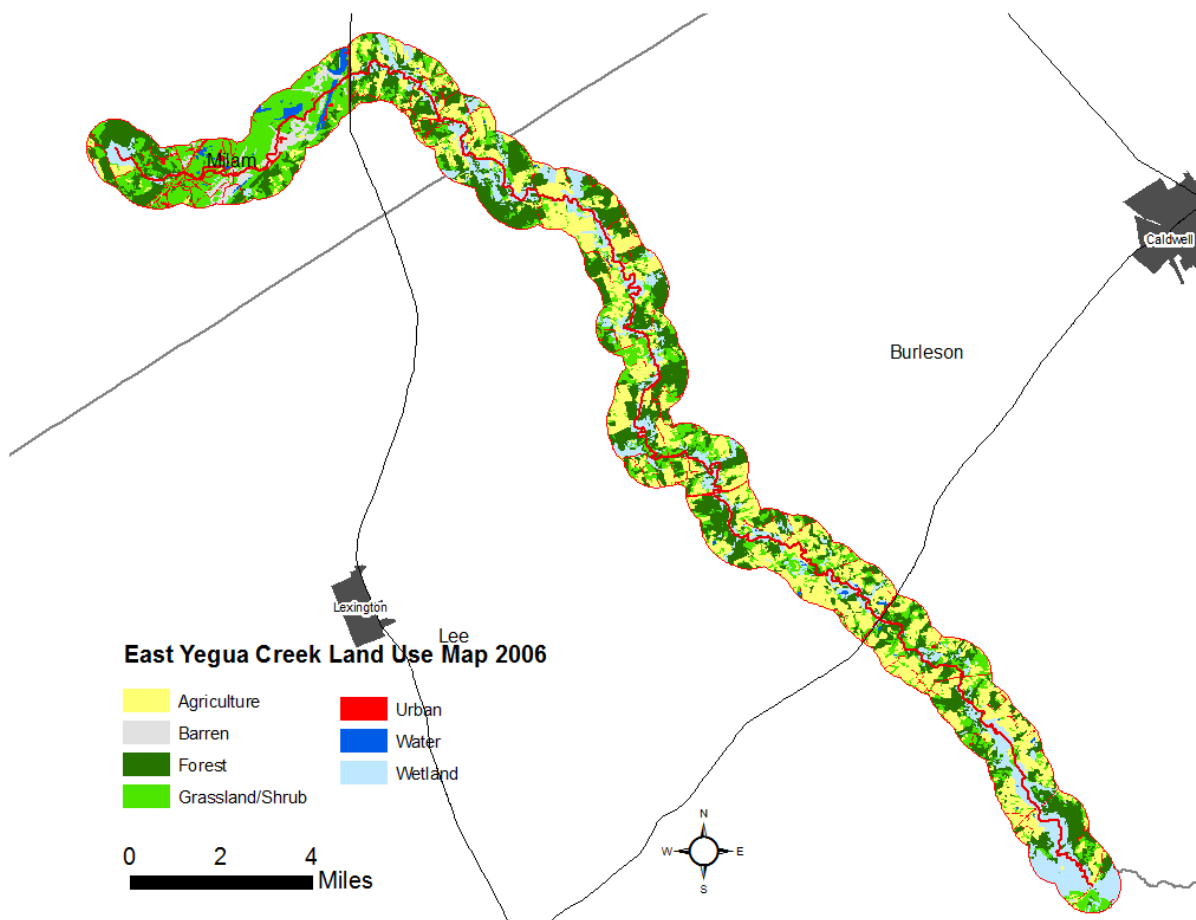 Milam
Caldwell
Burleson
Lexington
Lee
East Yegua Creek Land Use Map 2006
Agriculture
Barren
Forest
Grassland/Shrub
Urban
Water
Wetland
0 2 4
Miles
N
W E
S